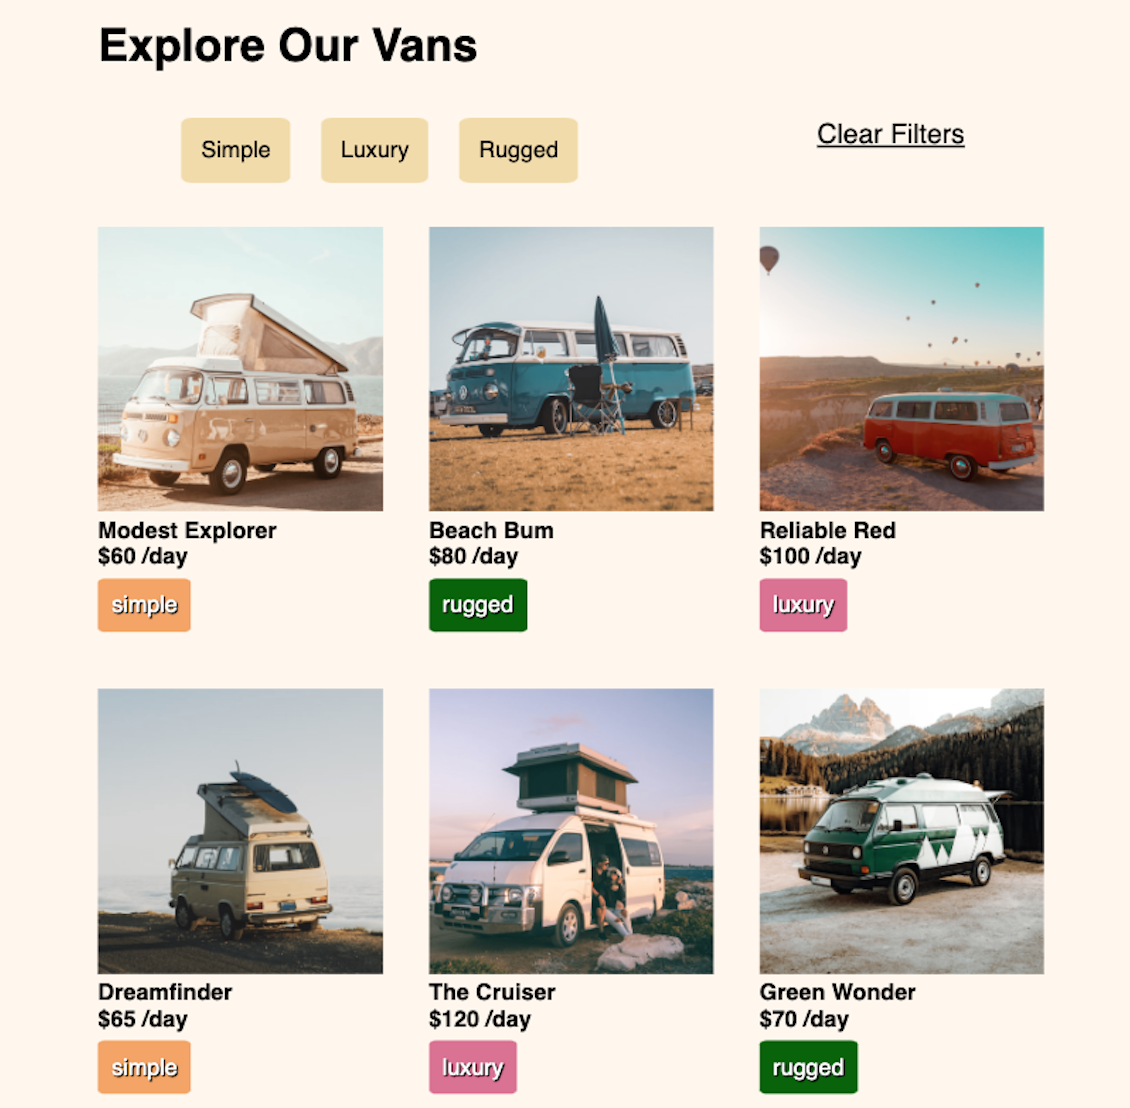 Explore Our Vans
Simple
Luxury
Rugged
Clear Filters
Modest Explorer
$60 /day
simple
Beach Bum
$80 /day
rugged
Reliable Red
$100 /day
luxury
Dreamfinder
$65 /day
simple
The Cruiser
$120 /day
luxury
Green Wonder
$70 /day
rugged